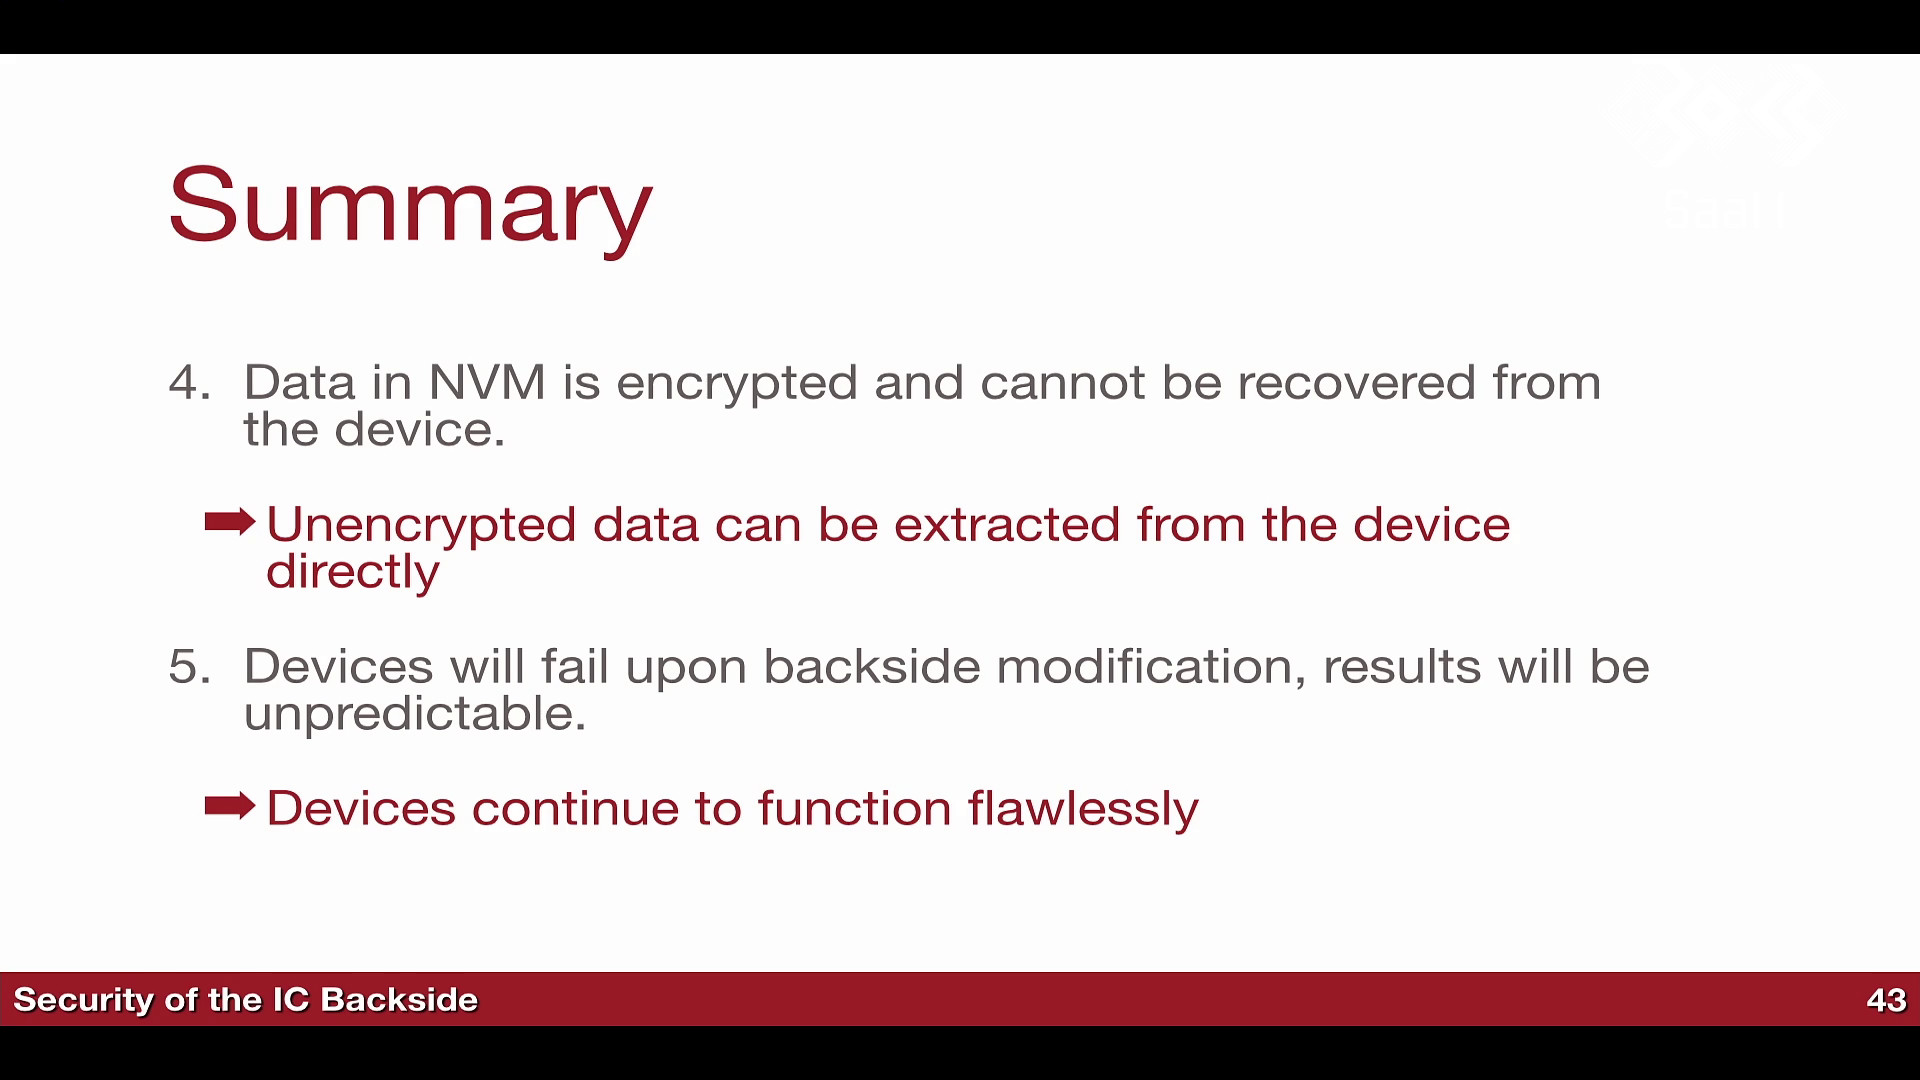 Summary
4. Data in NVM is encrypted and cannot be recovered from
the device.
Unencrypted data can be extracted from the device
directly
5. Devices will fail upon backside modification, results will be
unpredictable.
Devices continue to function flawlessly
Security of the IC Backside
43